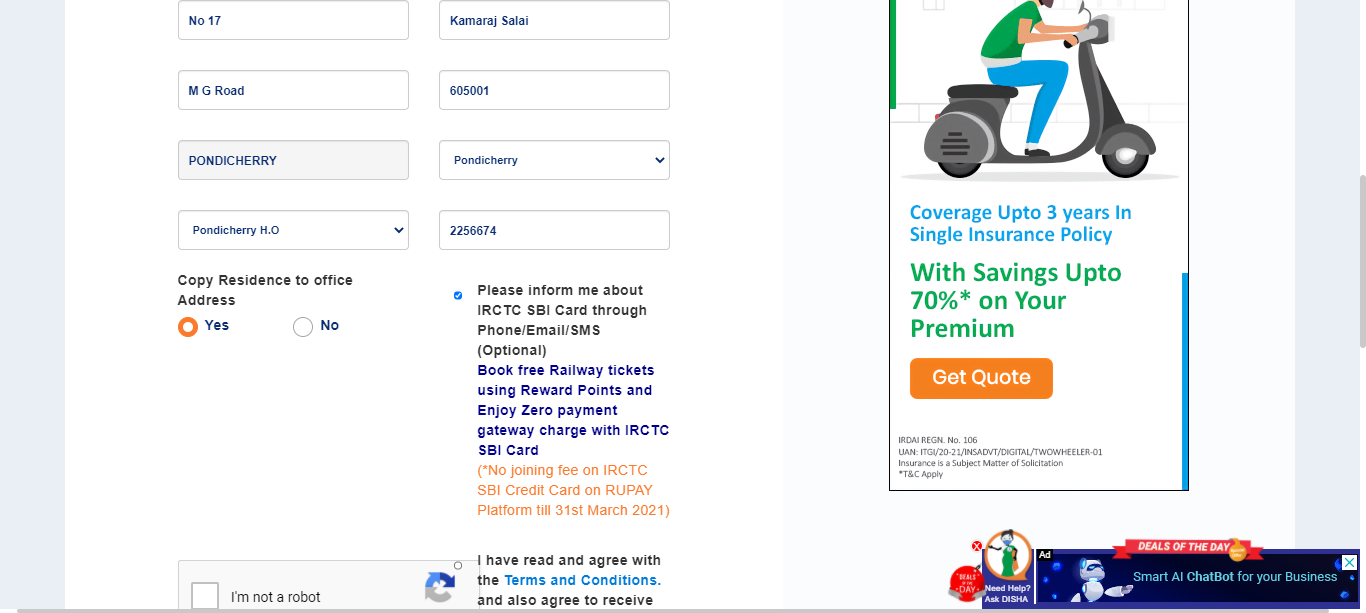 No 17
Kamaraj Salai
M G Road
605001
PONDICHERRY
Pondicherry
Pondicherry H.O
2256674
Copy Residence to office
Address
Yes
No
Please inform me about
IRCTC SBI Card through
Phone/Email/SMS
(Optional)
Book free Railway tickets
using Reward Points and
Enjoy Zero payment
gateway charge with IRCTC
SBI Card
(*No joining fee on IRCTC
SBI Credit Card on RUPAY
Platform till 31st March 2021)
I'm not a robot
I have read and agree with
the Terms and Conditions.
and also agree to receive
Coverage Upto 3 years In
Single Insurance Policy
With Savings Upto
70%* on Your
Premium
Get Quote
IRDAI REGN. No. 106
UAN: ITGI/20-21/INSADVT/DIGITAL/TWOWHEELER-01
Insurance is a Subject Matter of Solicitation
*T&C Apply
DEALS OF THE DAY
Need Help?
Ask DISHA
Ad
DEALS OF THE DAY
Smart AI ChatBot for your Business